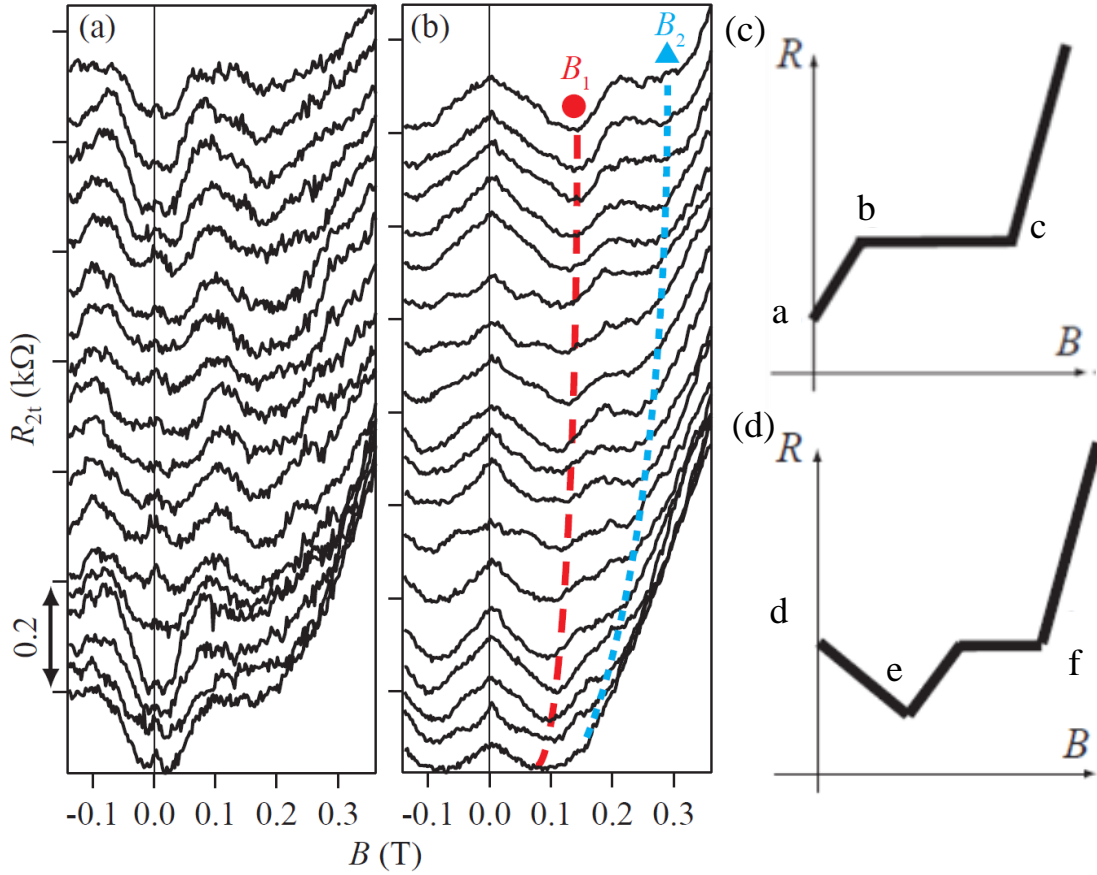 (a)
(b)
B₁
B₂
(c)
R
b
c
a
B
(d)
R
d
e
f
B
R₂ₜ (kΩ)
0.2
-0.1 0.0 0.1 0.2 0.3
-0.1 0.0 0.1 0.2 0.3
B (T)